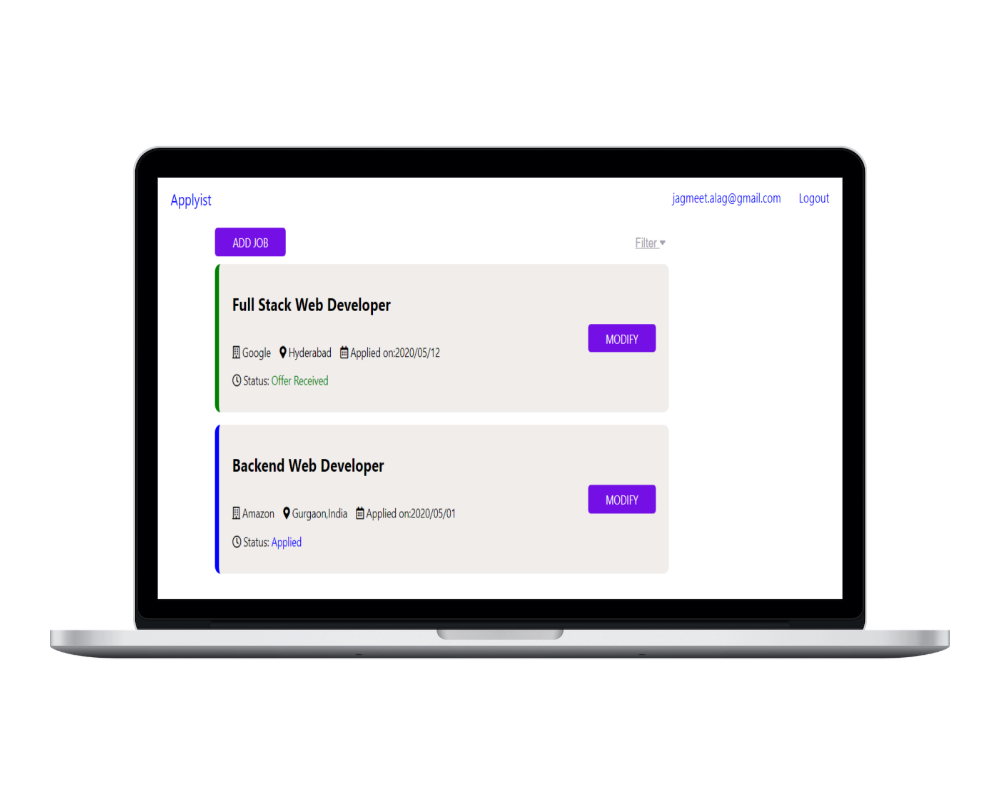 Applyist jagmeet.alag@gmail.com Logout
ADD JOB Filter
Full Stack Web Developer
MODIFY
Google Hyderabad Applied on:2020/05/12
Status: Offer Received
Backend Web Developer
MODIFY
Amazon Gurgaon,India Applied on:2020/05/01
Status: Applied